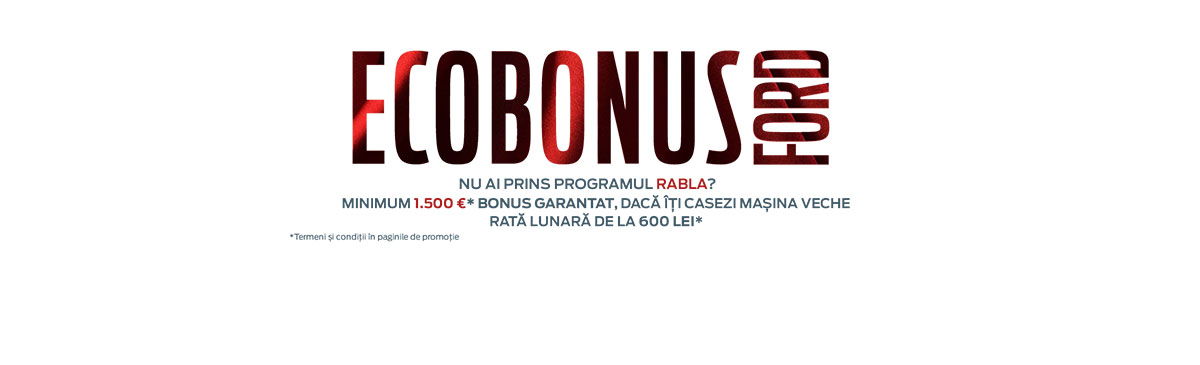 ECOBONUS FORD
NU AI PRINS PROGRAMUL RABLA?
MINIMUM 1.500 €* BONUS GARANTAT, DACĂ ÎȚI CASEZI MAȘINA VECHE
RATĂ LUNARĂ DE LA 600 LEI*
*Termeni și condiții în paginile de promoție